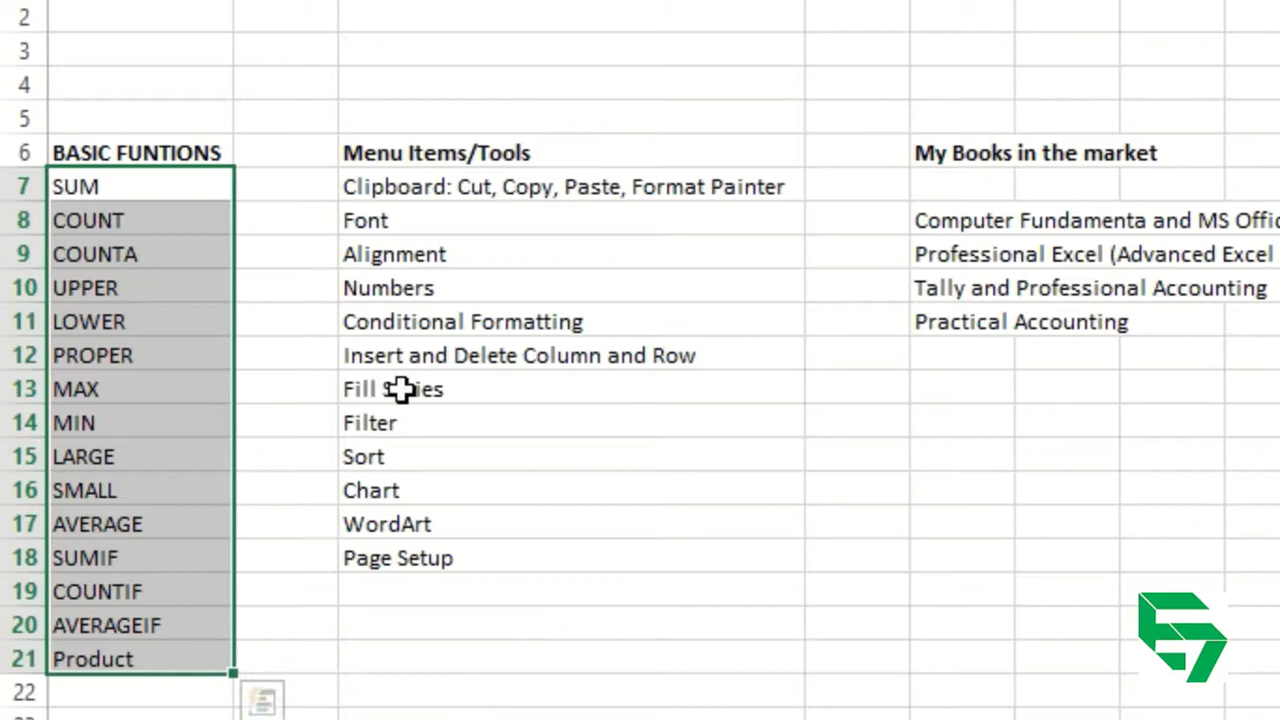 2
3
4
5
6 BASIC FUNTIONS Menu Items/Tools My Books in the market
7 SUM Clipboard: Cut, Copy, Paste, Format Painter
8 COUNT Font Computer Fundamenta and MS Offic
9 COUNTA Alignment Professional Excel (Advanced Excel
10 UPPER Numbers Tally and Professional Accounting
11 LOWER Conditional Formatting Practical Accounting
12 PROPER Insert and Delete Column and Row
13 MAX Fill
14 MIN Filter
15 LARGE Sort
16 SMALL Chart
17 AVERAGE WordArt
18 SUMIF Page Setup
19 COUNTIF
20 AVERAGEIF
21 Product
22